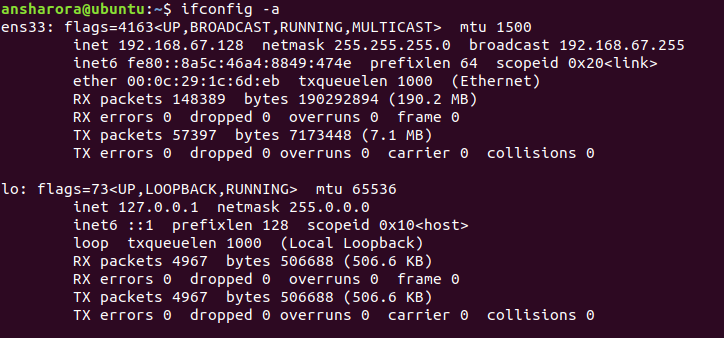 ansharora@ubuntu:~$ ifconfig -a
ens33: flags=4163<UP,BROADCAST,RUNNING,MULTICAST>  mtu 1500
        inet 192.168.67.128  netmask 255.255.255.0  broadcast 192.168.67.255
        inet6 fe80::8a5c:46a4:8849:474e  prefixlen 64  scopeid 0x20<link>
        ether 00:0c:29:1c:6d:eb  txqueuelen 1000  (Ethernet)
        RX packets 148389  bytes 190292894 (190.2 MB)
        RX errors 0  dropped 0  overruns 0  frame 0
        TX packets 57397  bytes 7173448 (7.1 MB)
        TX errors 0  dropped 0 overruns 0  carrier 0  collisions 0

lo: flags=73<UP,LOOPBACK,RUNNING>  mtu 65536
        inet 127.0.0.1  netmask 255.0.0.0
        inet6 ::1  prefixlen 128  scopeid 0x10<host>
        loop  txqueuelen 1000  (Local Loopback)
        RX packets 4967  bytes 506688 (506.6 KB)
        RX errors 0  dropped 0  overruns 0  frame 0
        TX packets 4967  bytes 506688 (506.6 KB)
        TX errors 0  dropped 0 overruns 0  carrier 0  collisions 0